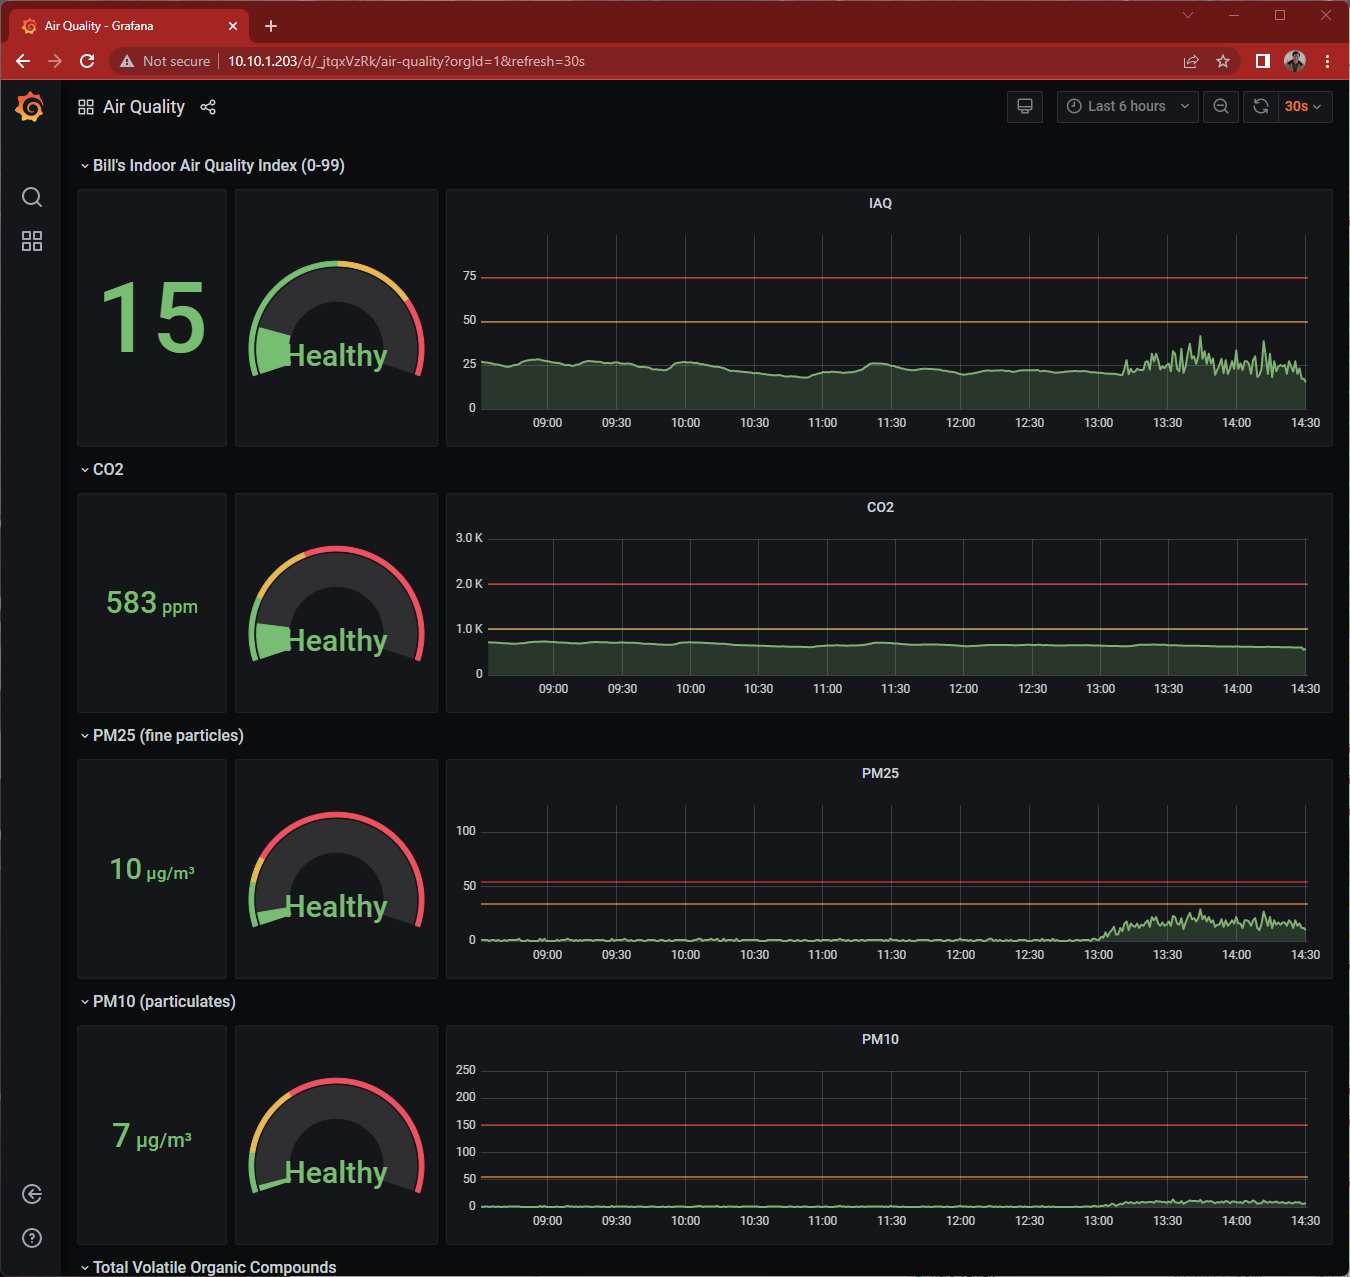 Air Quality - Grafana
Not secure 10.10.1.203/d/_jtqxVzRk/air-quality?orgId=1&refresh=30s
Air Quality
Last 6 hours
30s
Bill's Indoor Air Quality Index (0-99)
15
Healthy
IAQ
75
50
25
0
09:00 09:30 10:00 10:30 11:00 11:30 12:00 12:30 13:00 13:30 14:00 14:30
CO2
583 ppm
Healthy
CO2
3.0 K
2.0 K
1.0 K
0
09:00 09:30 10:00 10:30 11:00 11:30 12:00 12:30 13:00 13:30 14:00 14:30
PM25 (fine particles)
10 µg/m³
Healthy
PM25
100
50
0
09:00 09:30 10:00 10:30 11:00 11:30 12:00 12:30 13:00 13:30 14:00 14:30
PM10 (particulates)
7 µg/m³
Healthy
PM10
250
200
150
100
50
0
09:00 09:30 10:00 10:30 11:00 11:30 12:00 12:30 13:00 13:30 14:00 14:30
Total Volatile Organic Compounds